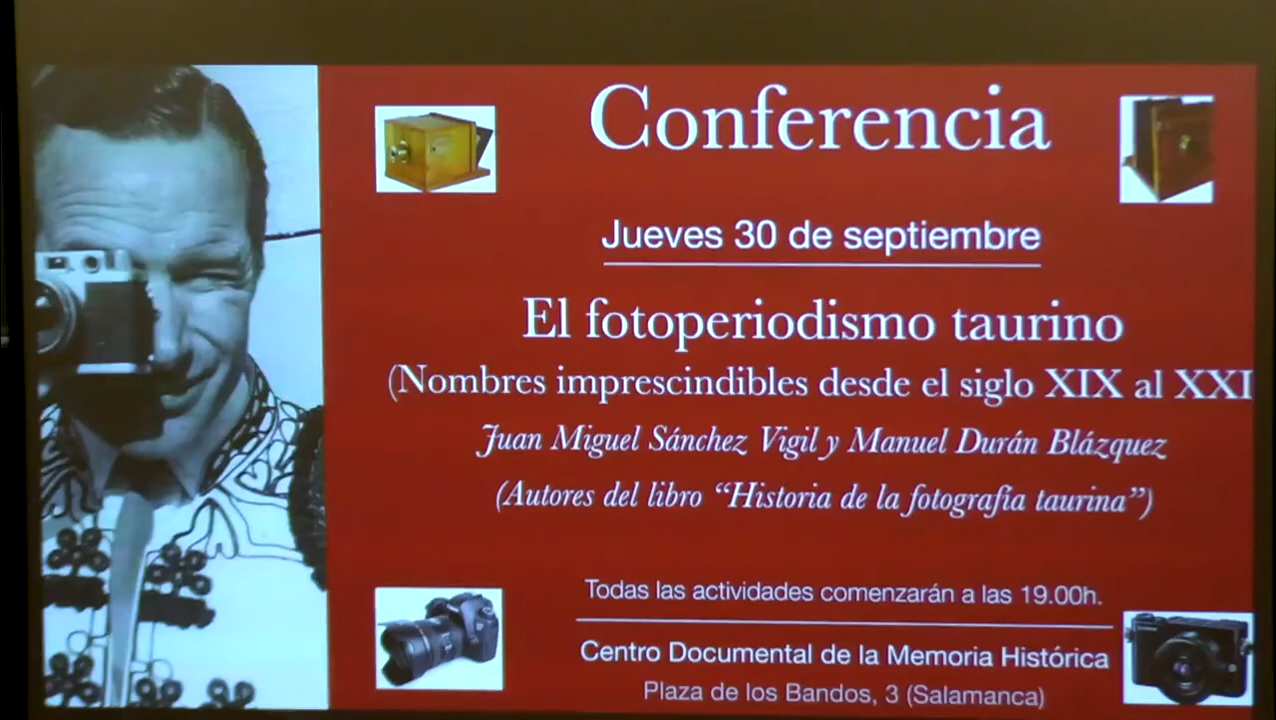 Conferencia
Jueves 30 de septiembre
El fotoperiodismo taurino
(Nombres imprescindibles desde el siglo XIX al XXI
Juan Miguel Sánchez Vigil y Manuel Durán Blázquez
(Autores del libro “Historia de la fotografía taurina”)
Todas las actividades comenzarán a las 19.00h.
Centro Documental de la Memoria Histórica
Plaza de los Bandos, 3 (Salamanca)